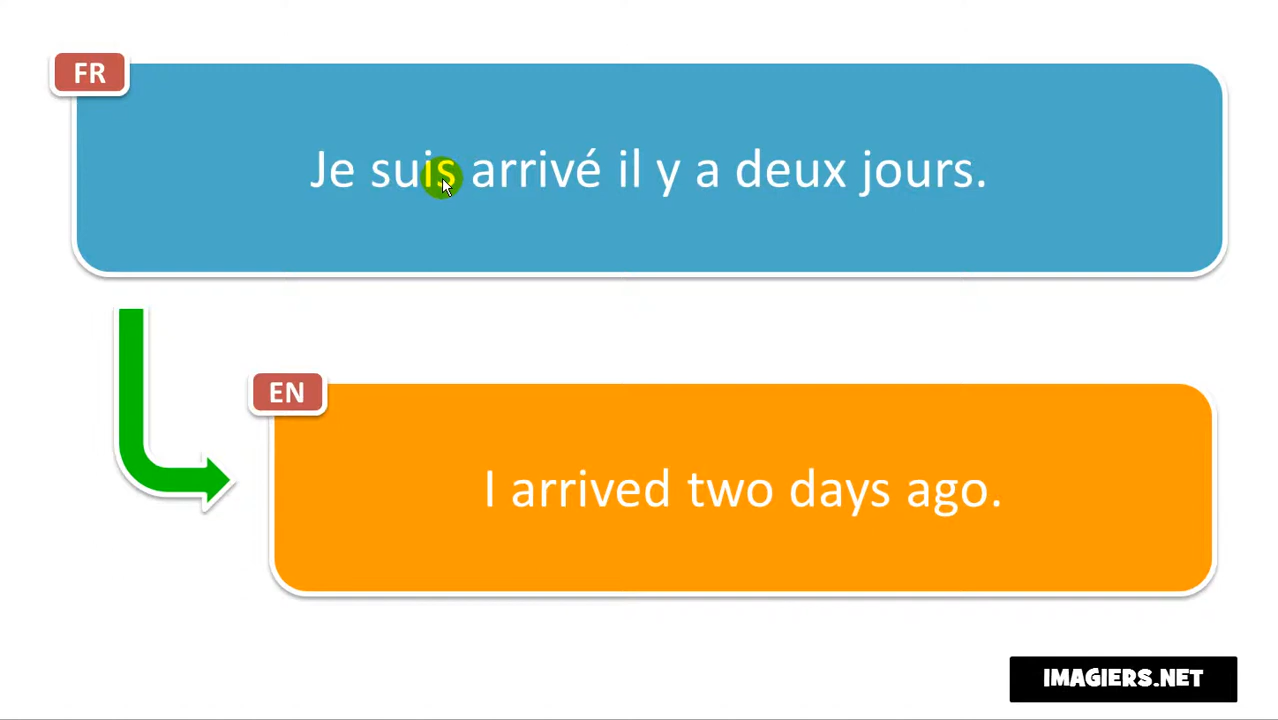 FR
Je suis arrivé il y a deux jours.
EN
I arrived two days ago.
IMAGIERS.NET